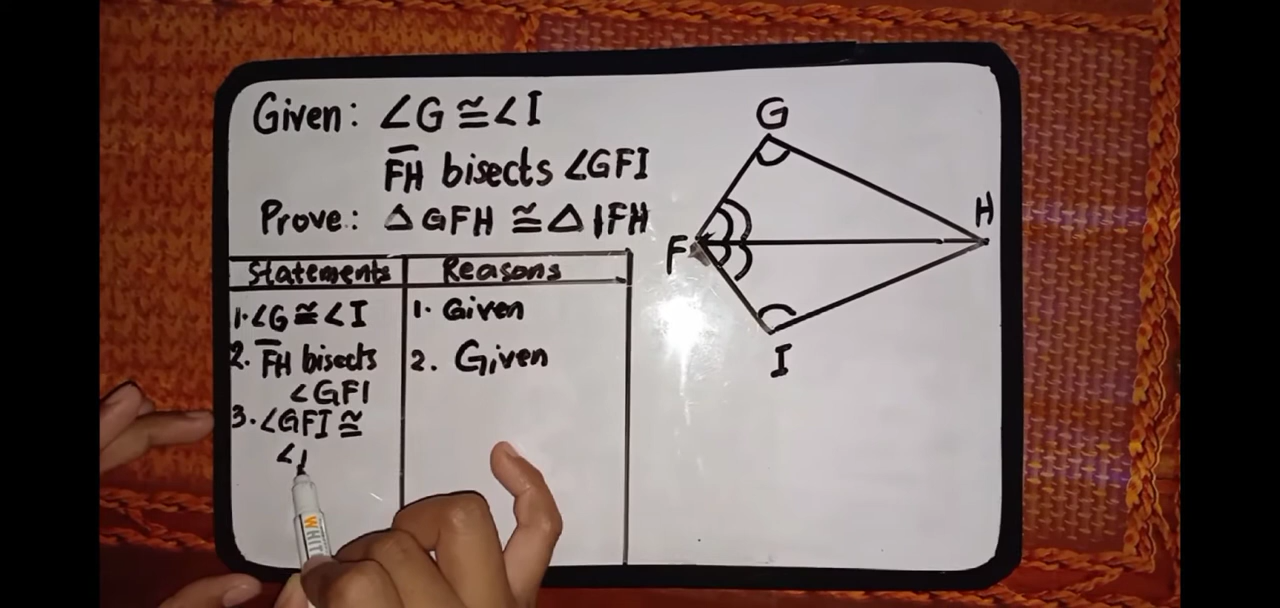 Given: ∠G ≅ ∠I
FH bisects ∠GFI
Prove: △GFH ≅ △IFH
Statements Reasons
1. ∠G ≅ ∠I 1. Given
2. FH bisects 2. Given
∠GFI
3. ∠GFI ≅
∠I
G
F
H
I
WHIT